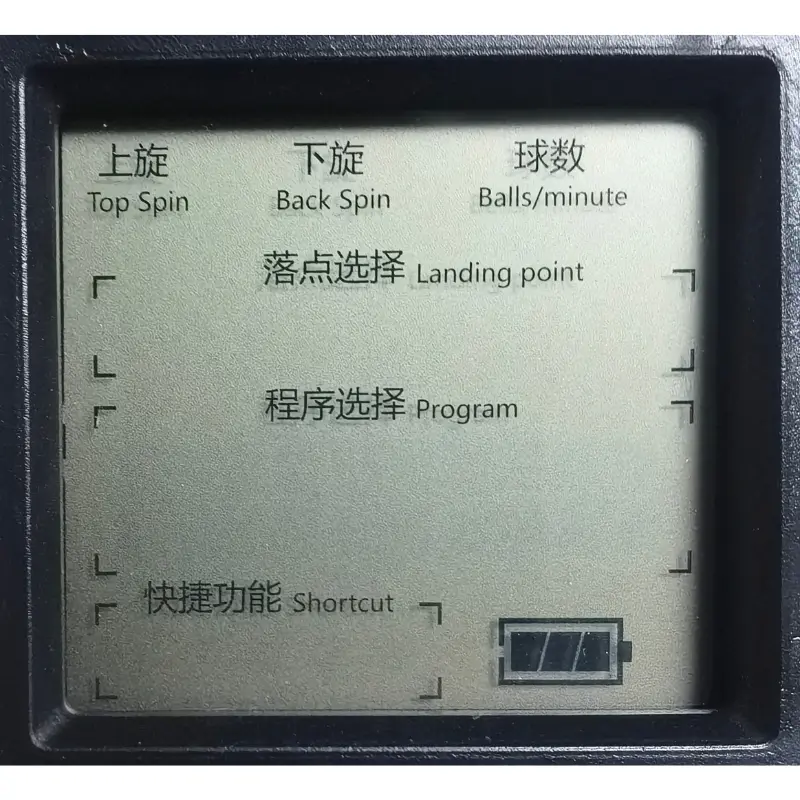 上旋 下旋 球数
Top Spin Back Spin Balls/minute
落点选择 Landing point
程序选择 Program
快捷功能 Shortcut